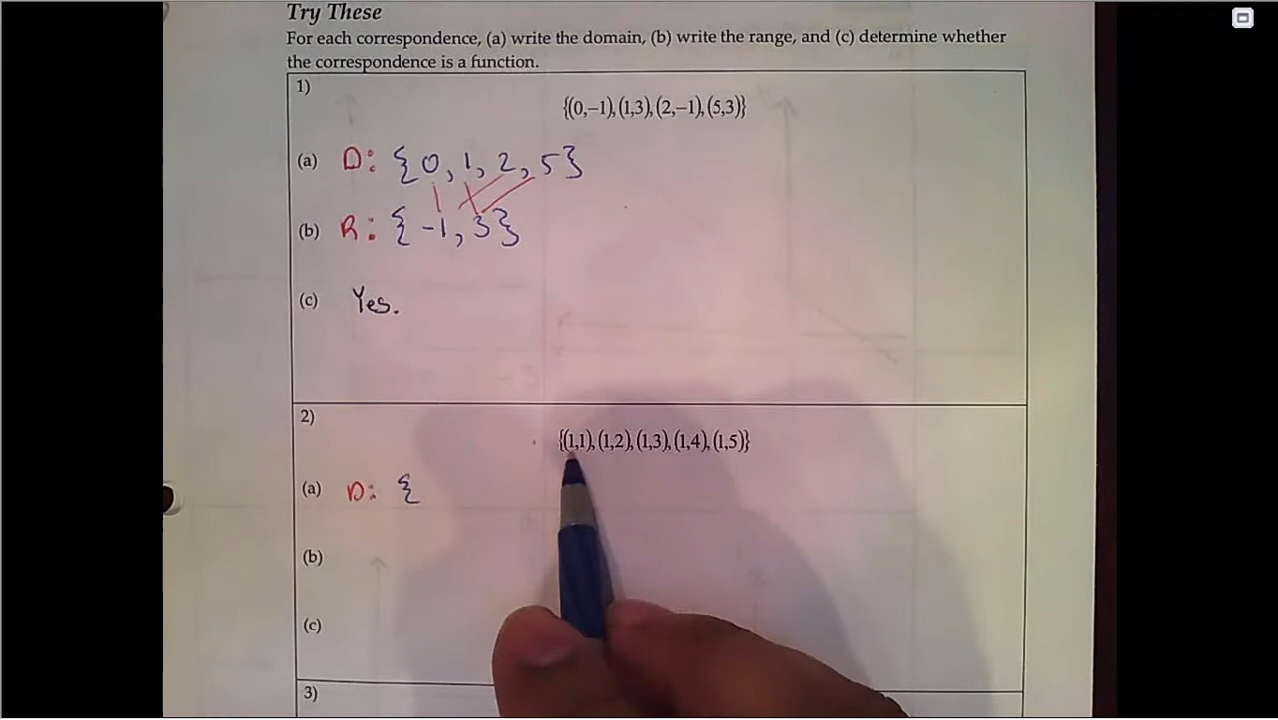 Try These
For each correspondence, (a) write the domain, (b) write the range, and (c) determine whether
the correspondence is a function.
1)
{(0,−1),(1,3),(2,−1),(5,3)}
(a) D: {0, 1, 2, 5}
(b) R: {-1, 3}
(c) Yes.
2)
{(1,1),(1,2),(1,3),(1,4),(1,5)}
(a) D: {
(b)
(c)
3)